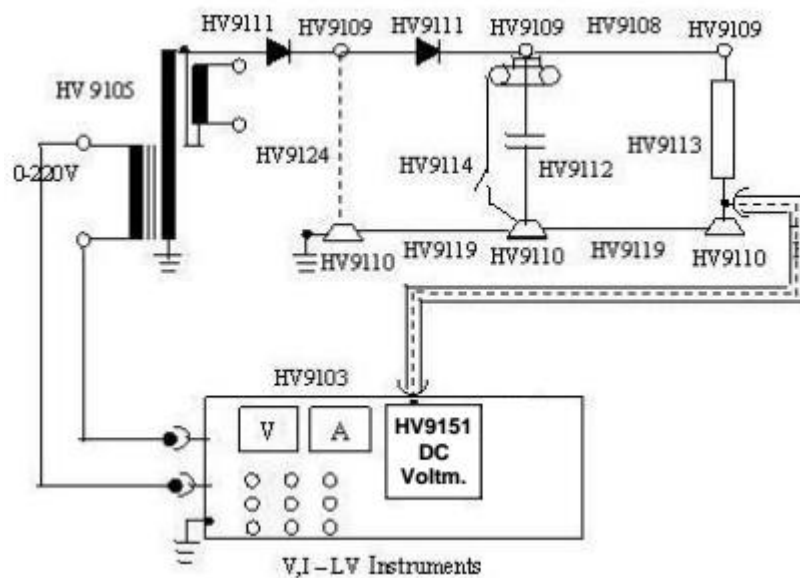 HV9111
HV9109
HV9111
HV9109
HV9108
HV9109
HV 9105
HV9124
HV9114
HV9112
HV9113
0-220V
HV9110
HV9119
HV9110
HV9119
HV9110
HV9103
V
A
HV9151
DC
Voltm.
V,I – LV Instruments